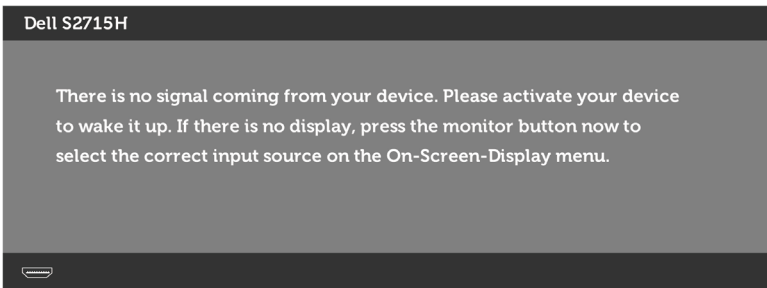 Dell S2715H
There is no signal coming from your device. Please activate your device
to wake it up. If there is no display, press the monitor button now to
select the correct input source on the On-Screen-Display menu.